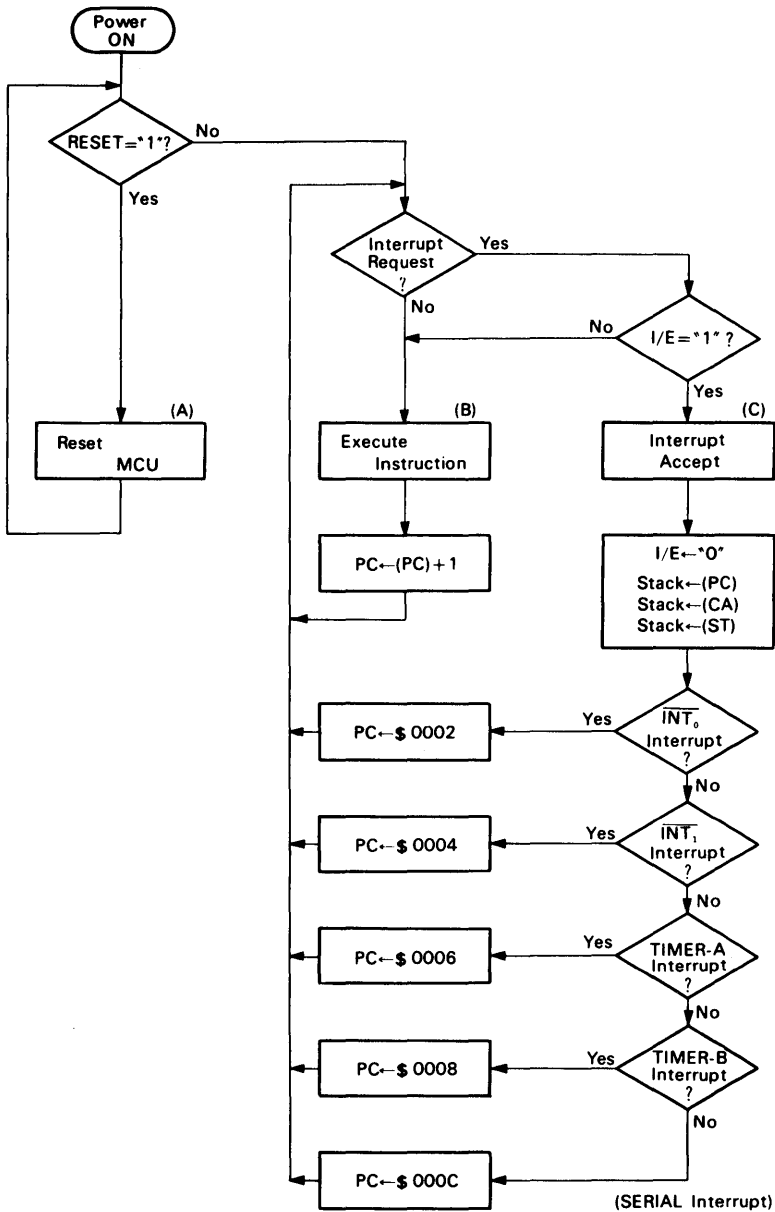 Power
ON
RESET="1"?
No
Yes
Interrupt
Request
?
Yes
No
I/E="1" ?
No
Yes
(A)
Reset
MCU
(B)
Execute
Instruction
(C)
Interrupt
Accept
PC←(PC)+1
I/E←"0"
Stack←(PC)
Stack←(CA)
Stack←(ST)
INT₀
Interrupt
?
Yes
PC←$ 0002
No
INT₁
Interrupt
?
Yes
PC←$ 0004
No
TIMER-A
Interrupt
?
Yes
PC←$ 0006
No
TIMER-B
Interrupt
?
Yes
PC←$ 0008
No
PC←$ 000C
(SERIAL Interrupt)